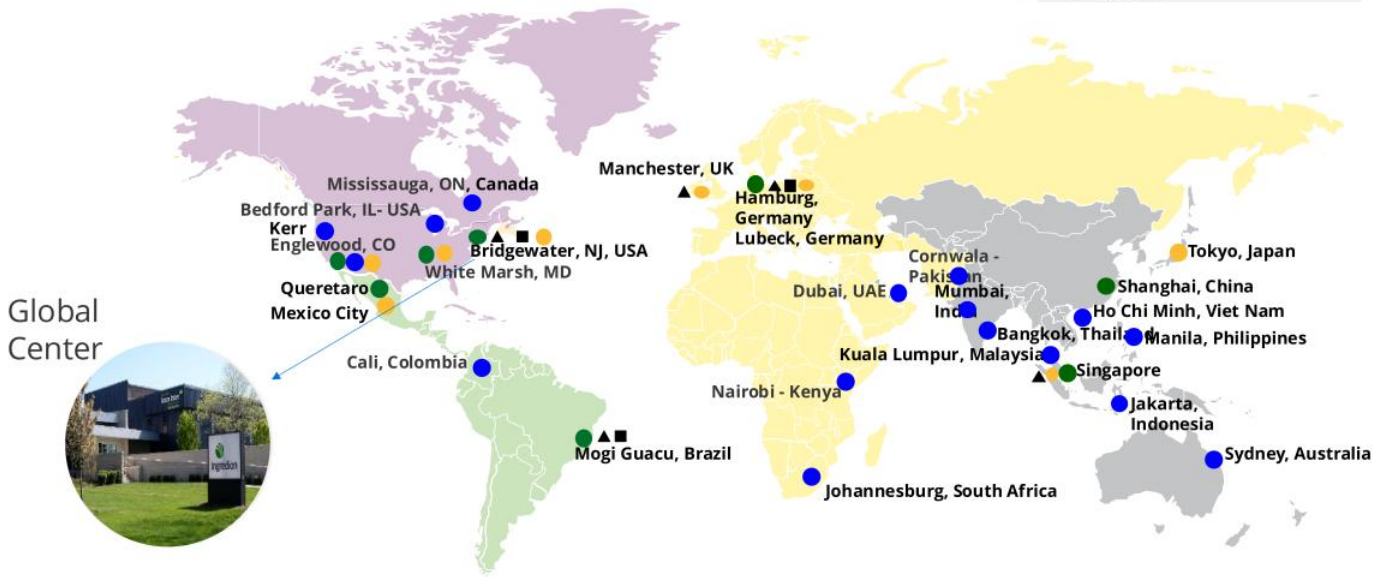 Manchester, UK
Mississauga, ON, Canada
Hamburg,
Germany
Lubeck, Germany
Bedford Park, IL- USA
Kerr
Englewood, CO
Bridgewater, NJ, USA
White Marsh, MD
Cornwala -
Pakistan
Tokyo, Japan
Dubai, UAE
Mumbai,
India
Shanghai, China
Queretaro
Mexico City
Ho Chi Minh, Viet Nam
Bangkok, Thailand
Manila, Philippines
Global
Center
Cali, Colombia
Kuala Lumpur, Malaysia
Singapore
Nairobi - Kenya
Jakarta,
Indonesia
Mogi Guacu, Brazil
Sydney, Australia
Ingredion
Johannesburg, South Africa